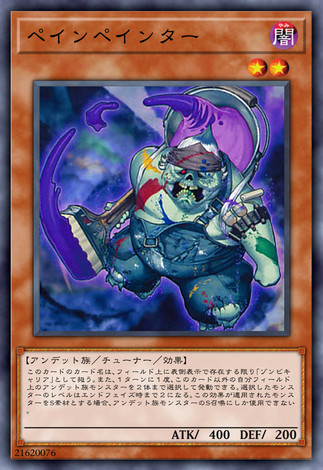 ペインペインター
やみ
闇
【アンデット族／チューナー／効果】
このカードのカード名は、フィールド上に表側表示で存在する限り「ゾンビキ
ャリア」として扱う。また、1ターンに1度、このカード以外の自分フィールド
上のアンデット族モンスターを2体まで選択して発動できる。選択したモンス
ターのレベルはエンドフェイズ時まで2になる。この効果が適用されたモンス
ターをS素材とする場合、アンデット族モンスターのS召喚にしか使用できない
.
ATK/ 400 DEF/ 200
21620076